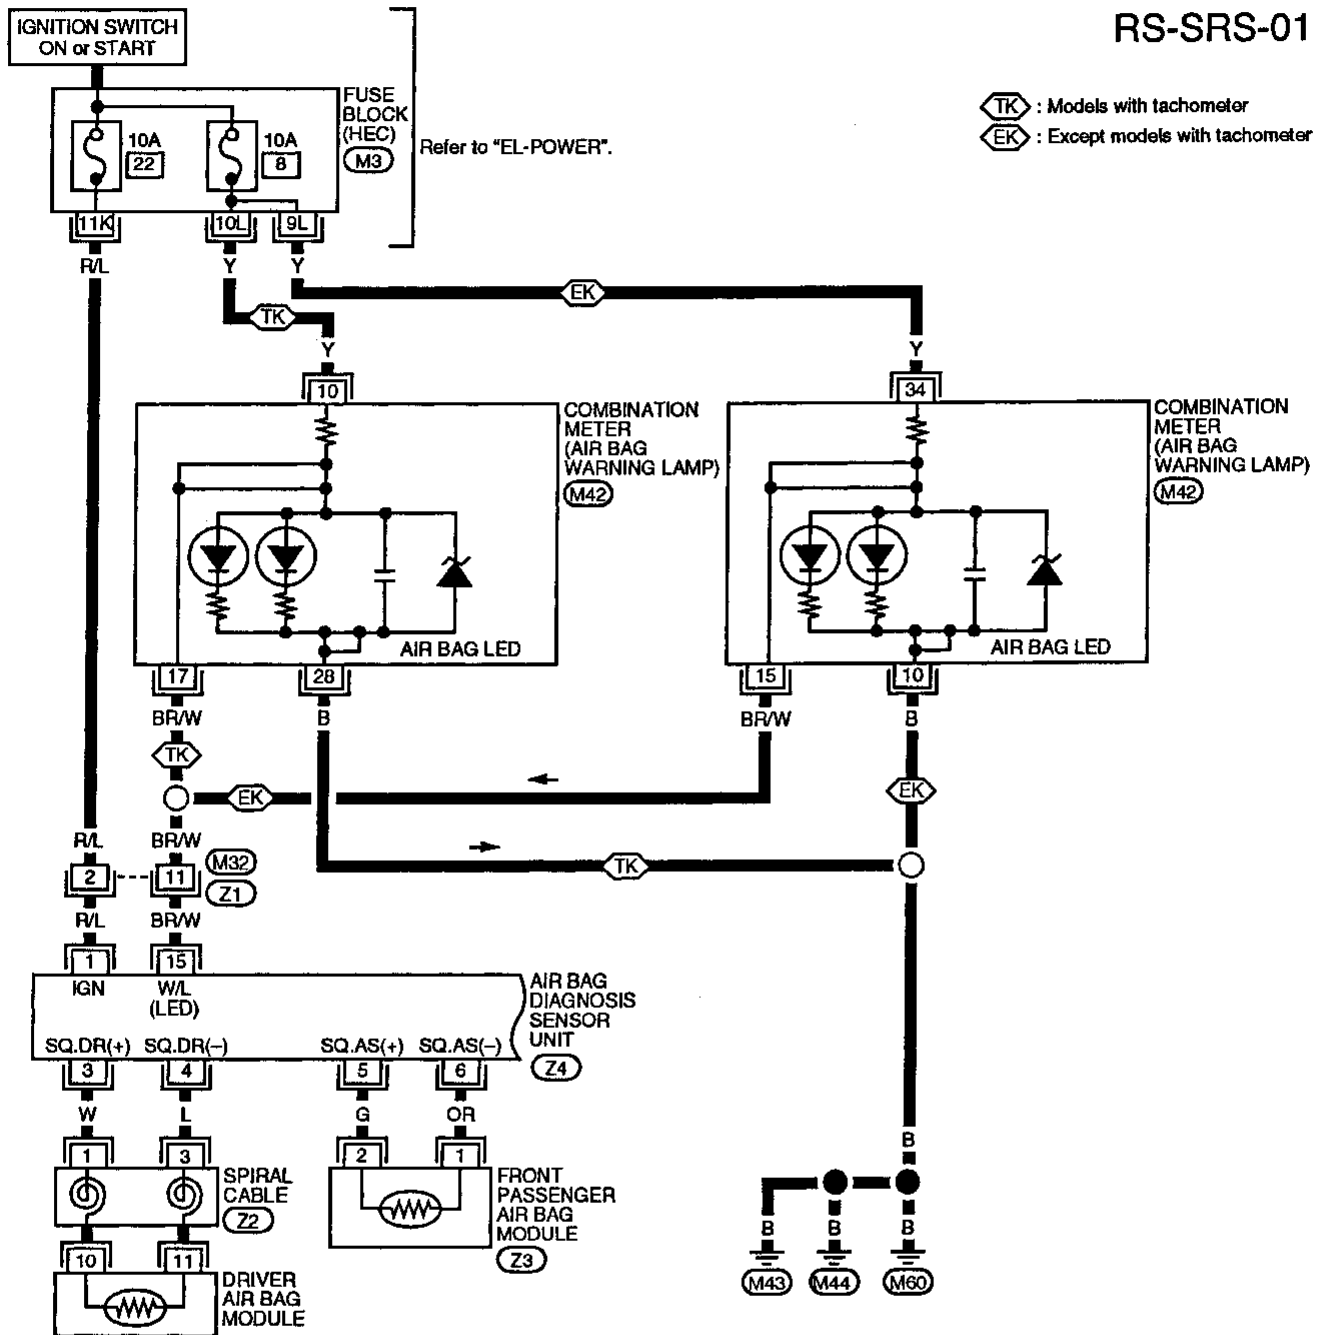 RS-SRS-01
IGNITION SWITCH
ON or START
TK : Models with tachometer
EK : Except models with tachometer
FUSE
BLOCK
(HEC)
M3
10A
22
10A
8
Refer to "EL-POWER".
11K
10L
9L
R/L
Y
Y
EK
TK
Y
Y
10
34
COMBINATION
METER
(AIR BAG
WARNING LAMP)
M42
COMBINATION
METER
(AIR BAG
WARNING LAMP)
M42
AIR BAG LED
AIR BAG LED
17
28
15
10
BR/W
B
BR/W
B
TK
EK
EK
R/L
BR/W
M32
TK
2
11
Z1
R/L
BR/W
1
15
IGN
W/L
(LED)
AIR BAG
DIAGNOSIS
SENSOR
UNIT
Z4
SQ.DR(+)
SQ.DR(-)
SQ.AS(+)
SQ.AS(-)
3
4
5
6
W
L
G
OR
1
3
2
1
SPIRAL
CABLE
Z2
FRONT
PASSENGER
AIR BAG
MODULE
Z3
10
11
DRIVER
AIR BAG
MODULE
B
B
B
B
M43
M44
M60